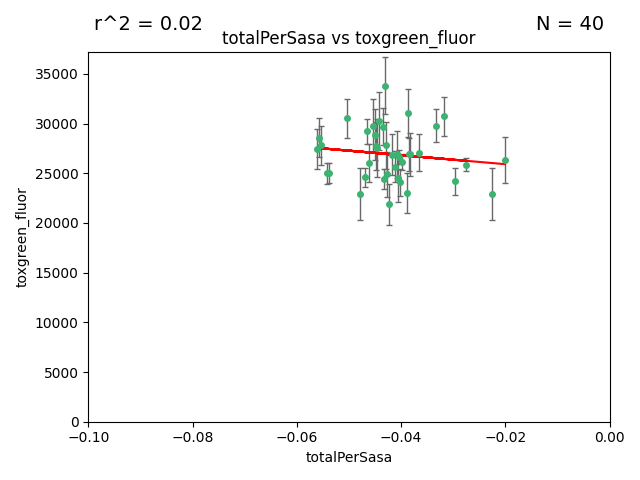 r^2 = 0.02
N = 40
totalPerSasa vs toxgreen_fluor
toxgreen_fluor
35000
30000
25000
20000
15000
10000
5000
0
−0.10
−0.08
−0.06
−0.04
−0.02
0.00
totalPerSasa